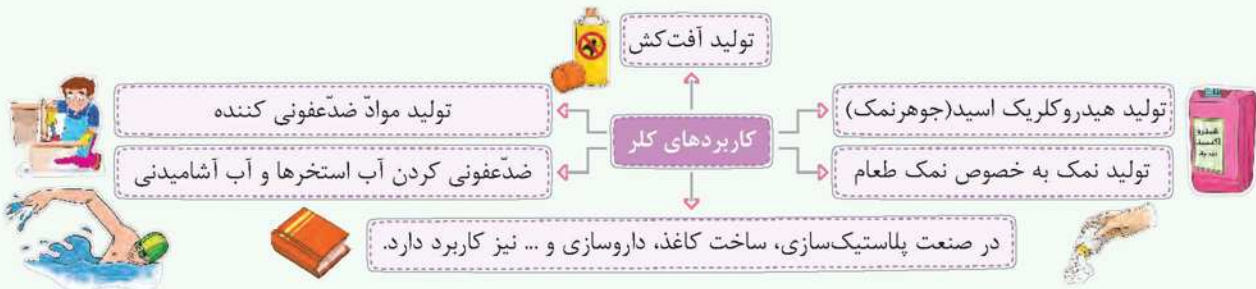 تولید آفت‌کش
تولید هیدروکلریک اسید(جوهرنمک)
تولید موادّ ضدّعفونی کننده
کاربردهای کلر
تولید نمک به خصوص نمک طعام
ضدّعفونی کردن آب استخرها و آب آشامیدنی
در صنعت پلاستیک‌سازی، ساخت کاغذ، داروسازی و ... نیز کاربرد دارد.